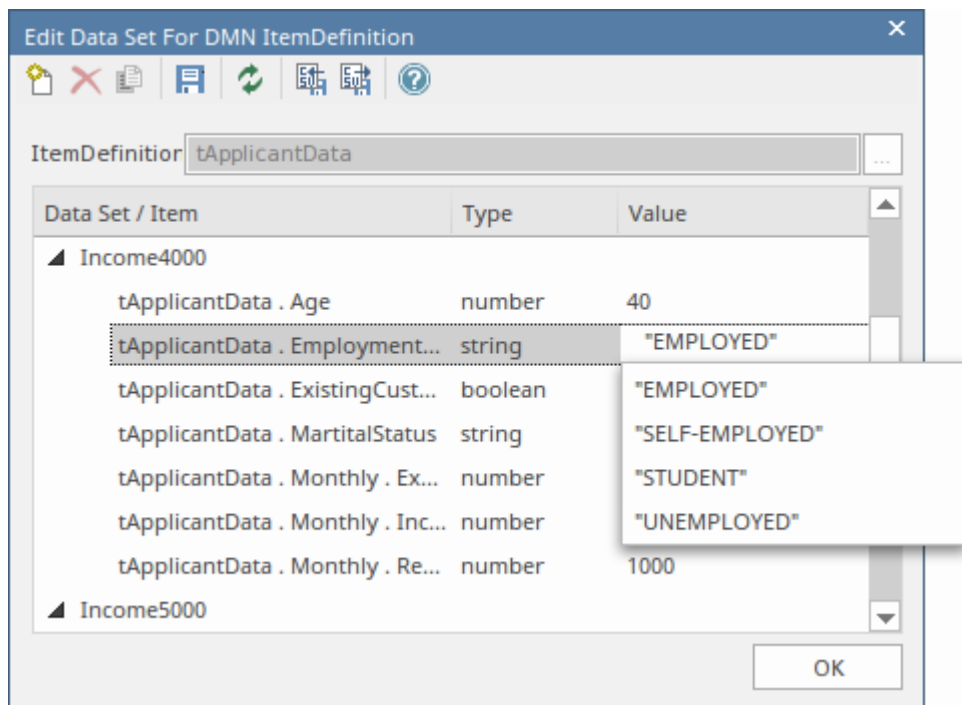 Edit Data Set For DMN ItemDefinition
ItemDefinition tApplicantData ...
Data Set / Item Type Value
Income4000
tApplicantData . Age number 40
tApplicantData . Employment... string "EMPLOYED"
tApplicantData . ExistingCust... boolean "EMPLOYED"
tApplicantData . MartitalStatus string "SELF-EMPLOYED"
tApplicantData . Monthly . Ex... number "STUDENT"
tApplicantData . Monthly . Inc... number "UNEMPLOYED"
tApplicantData . Monthly . Re... number 1000
Income5000
OK